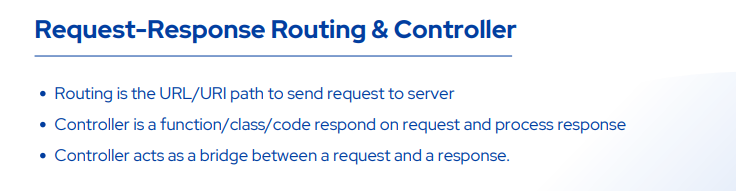 Request-Response Routing & Controller
• Routing is the URL/URI path to send request to server
• Controller is a function/class/code respond on request and process response
• Controller acts as a bridge between a request and a response.